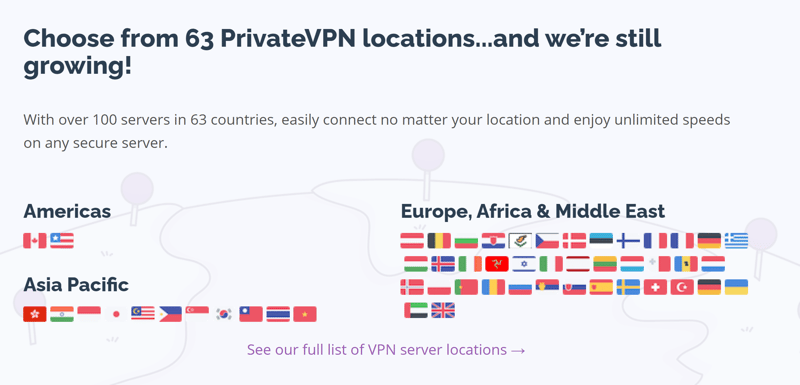 Choose from 63 PrivateVPN locations...and we're still
growing!
With over 100 servers in 63 countries, easily connect no matter your location and enjoy unlimited speeds
on any secure server.
Americas
Europe, Africa & Middle East
Asia Pacific
See our full list of VPN server locations →